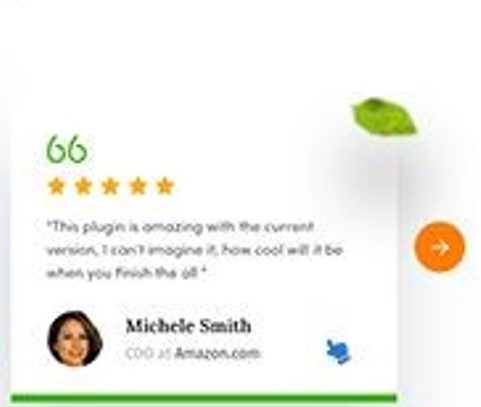 "This plugin is amazing with the current
version, I can't imagine it, how cool will it be
when you finish the all "
Michele Smith
at Amazon.com